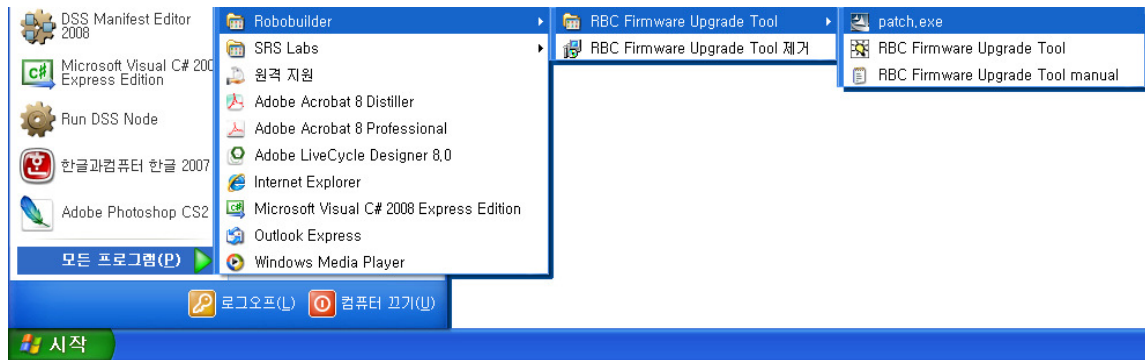 DSS Manifest Editor
2008
Microsoft Visual C# 200
Express Edition
Run DSS Node
한글과컴퓨터 한글 2007
Adobe Photoshop CS2
모든 프로그램(P)
Robobuilder
SRS Labs
원격 지원
Adobe Acrobat 8 Distiller
Adobe Acrobat 8 Professional
Adobe LiveCycle Designer 8.0
Internet Explorer
Microsoft Visual C# 2008 Express Edition
Outlook Express
Windows Media Player
RBC Firmware Upgrade Tool
RBC Firmware Upgrade Tool 제거
patch.exe
RBC Firmware Upgrade Tool
RBC Firmware Upgrade Tool manual
로그오프(L)
컴퓨터 끄기(U)
시작